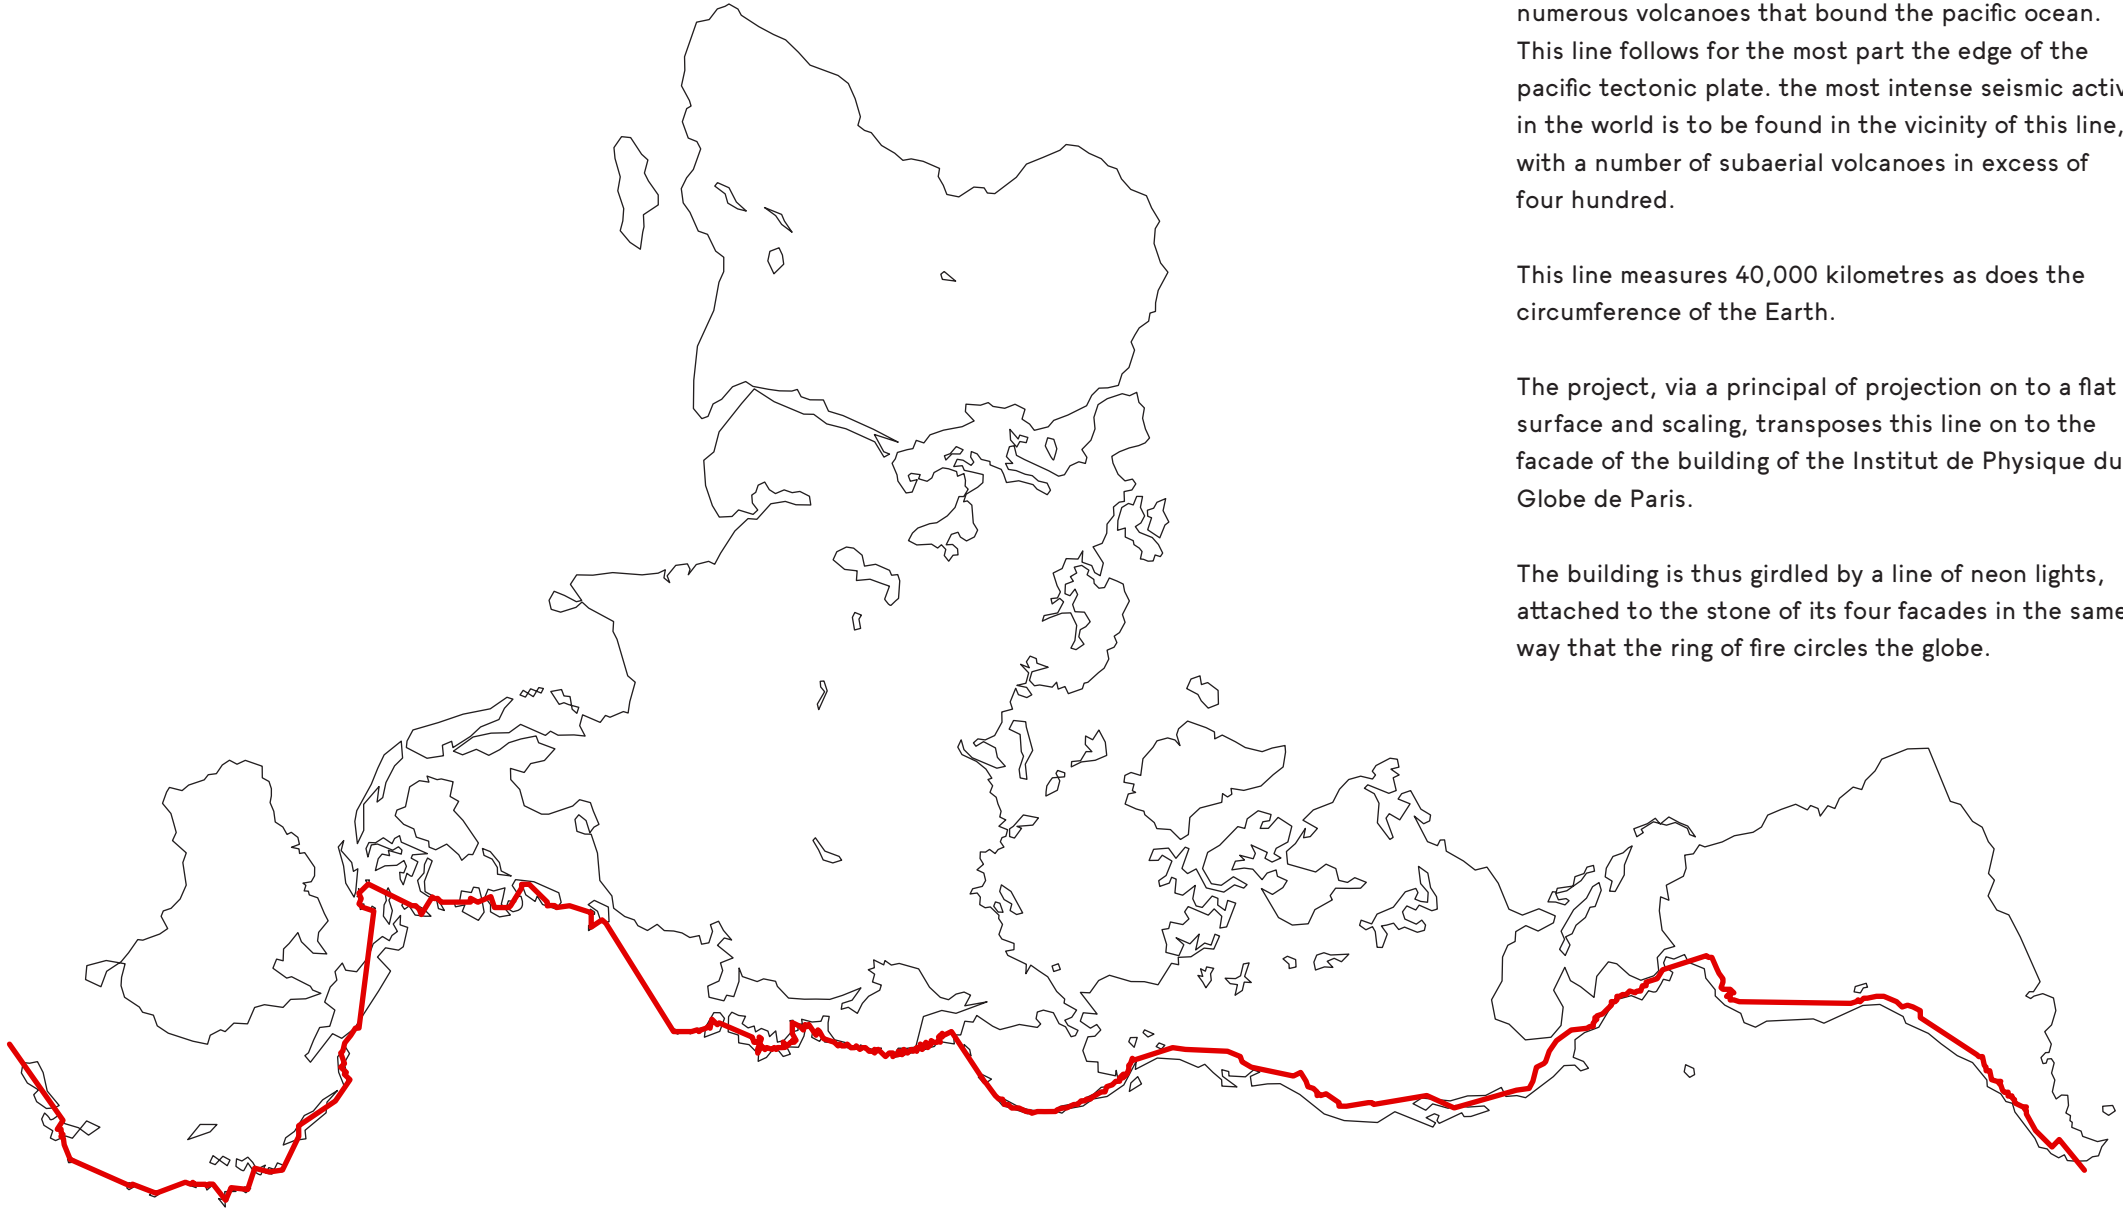 numerous volcanoes that bound the pacific ocean.
This line follows for the most part the edge of the
pacific tectonic plate. the most intense seismic activ
in the world is to be found in the vicinity of this line,
with a number of subaerial volcanoes in excess of
four hundred.
This line measures 40,000 kilometres as does the
circumference of the Earth.
The project, via a principal of projection on to a flat
surface and scaling, transposes this line on to the
facade of the building of the Institut de Physique du
Globe de Paris.
The building is thus girdled by a line of neon lights,
attached to the stone of its four facades in the same
way that the ring of fire circles the globe.